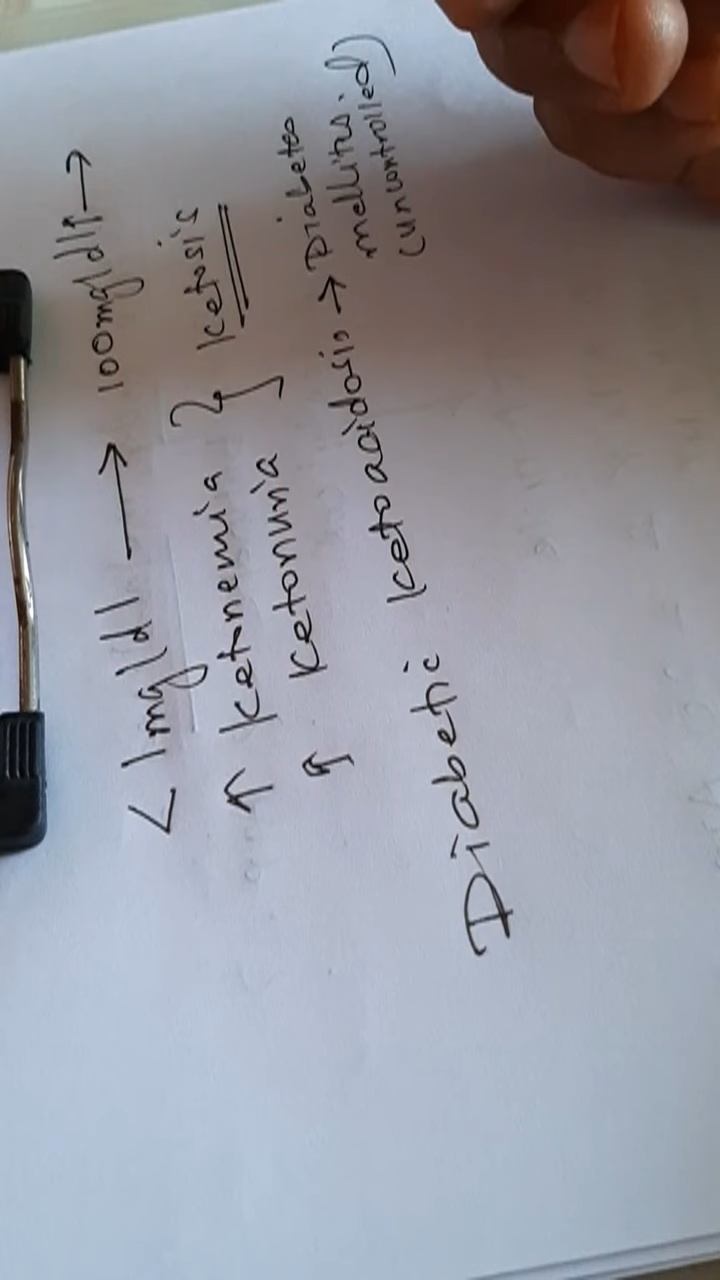 < 1mg/dl → 100mg/dl↑ →
↑ Ketonemia } Ketosis
↑ Ketonuria
Diabetic Ketoacidosis → Diabetes
mellitus.
(uncontrolled)